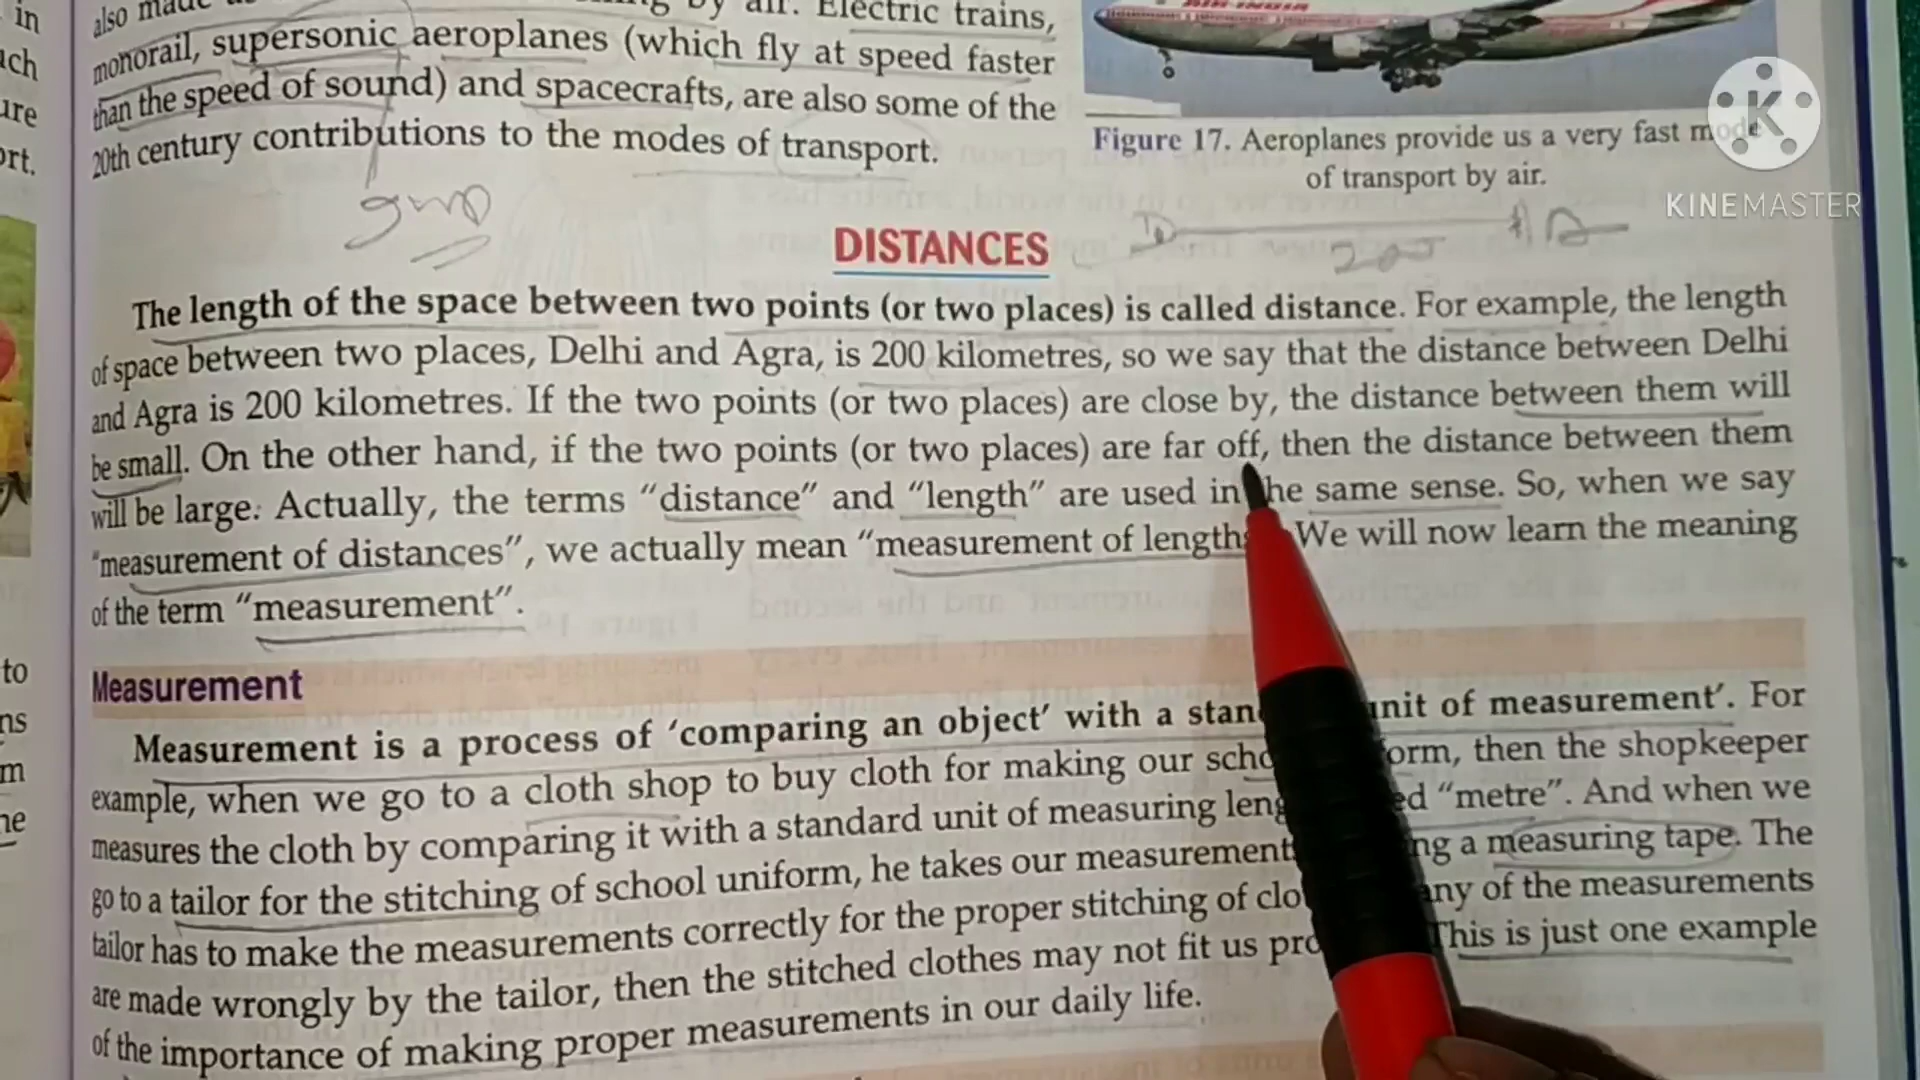 in
also made
by air. Electric trains,
monorail, supersonic aeroplanes (which fly at speed faster
than the speed of sound) and spacecrafts, are also some of the
20th century contributions to the modes of transport.
ure
ort.
AIR INDIA
Figure 17. Aeroplanes provide us a very fast mode
of transport by air.
K
KINEMASTER
200
DISTANCES
The length of the space between two points (or two places) is called distance. For example, the length
of space between two places, Delhi and Agra, is 200 kilometres, so we say that the distance between Delhi
and Agra is 200 kilometres. If the two points (or two places) are close by, the distance between them will
be small. On the other hand, if the two points (or two places) are far off, then the distance between them
will be large. Actually, the terms “distance” and “length” are used in the same sense. So, when we say
“measurement of distances”, we actually mean “measurement of length We will now learn the meaning
of the term “measurement”.
to
ns
m
ne
Measurement
Measurement is a process of ‘comparing an object’ with a stan unit of measurement’. For
example, when we go to a cloth shop to buy cloth for making our scho form, then the shopkeeper
measures the cloth by comparing it with a standard unit of measuring leng ed “metre”. And when we
go to a tailor for the stitching of school uniform, he takes our measurement ng a measuring tape. The
tailor has to make the measurements correctly for the proper stitching of clo any of the measurements
are made wrongly by the tailor, then the stitched clothes may not fit us pro This is just one example
of the importance of making proper measurements in our daily life.